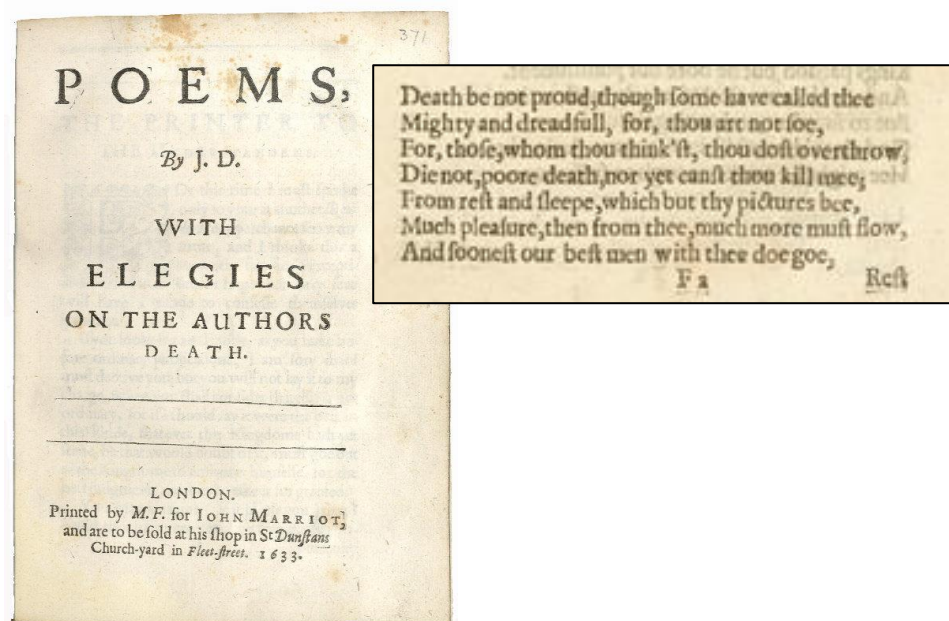 371
POEMS,
By J. D.
WITH
ELEGIES
ON THE AUTHORS
DEATH.
LONDON.
Printed by M. F. for IOHN MARRIOT,
and are to be ſold at his ſhop in St Dunſtans
Church-yard in Fleet-ſtreet. 1633.
Death be not proud, though ſome have called thee
Mighty and dreadfull, for, thou art not ſoe,
For, thoſe, whom thou think'ſt, thou doſt overthrow,
Die not, poore death, nor yet canſt thou kill mee;
From reſt and ſleepe, which but thy pictures bee,
Much pleaſure, then from thee, much more muſt flow,
And ſooneſt our beſt men with thee doe goe,
F 2 Reſt